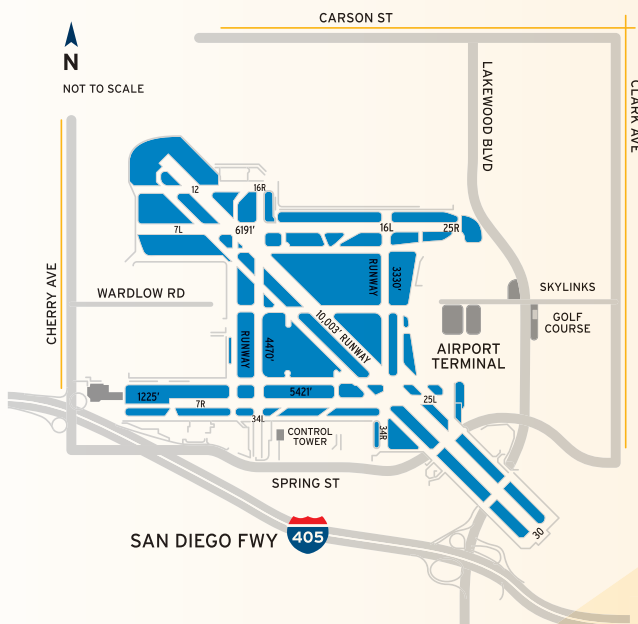 CARSON ST
N
NOT TO SCALE
LAKEWOOD BLVD
CLARK AVE
12
16R
7L
6191'
16L
25R
RUNWAY
3330'
CHERRY AVE
WARDLOW RD
SKYLINKS
GOLF
COURSE
10,003' RUNWAY
RUNWAY
4470'
AIRPORT
TERMINAL
1225'
7R
5421'
25L
34L
34R
CONTROL
TOWER
SPRING ST
30
SAN DIEGO FWY
405